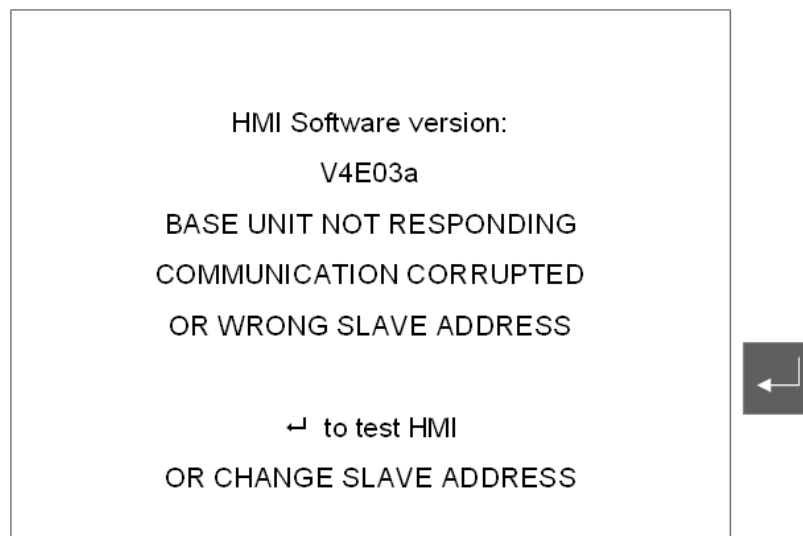 HMI Software version:
V4E03a
BASE UNIT NOT RESPONDING
COMMUNICATION CORRUPTED
OR WRONG SLAVE ADDRESS
↵ to test HMI
OR CHANGE SLAVE ADDRESS